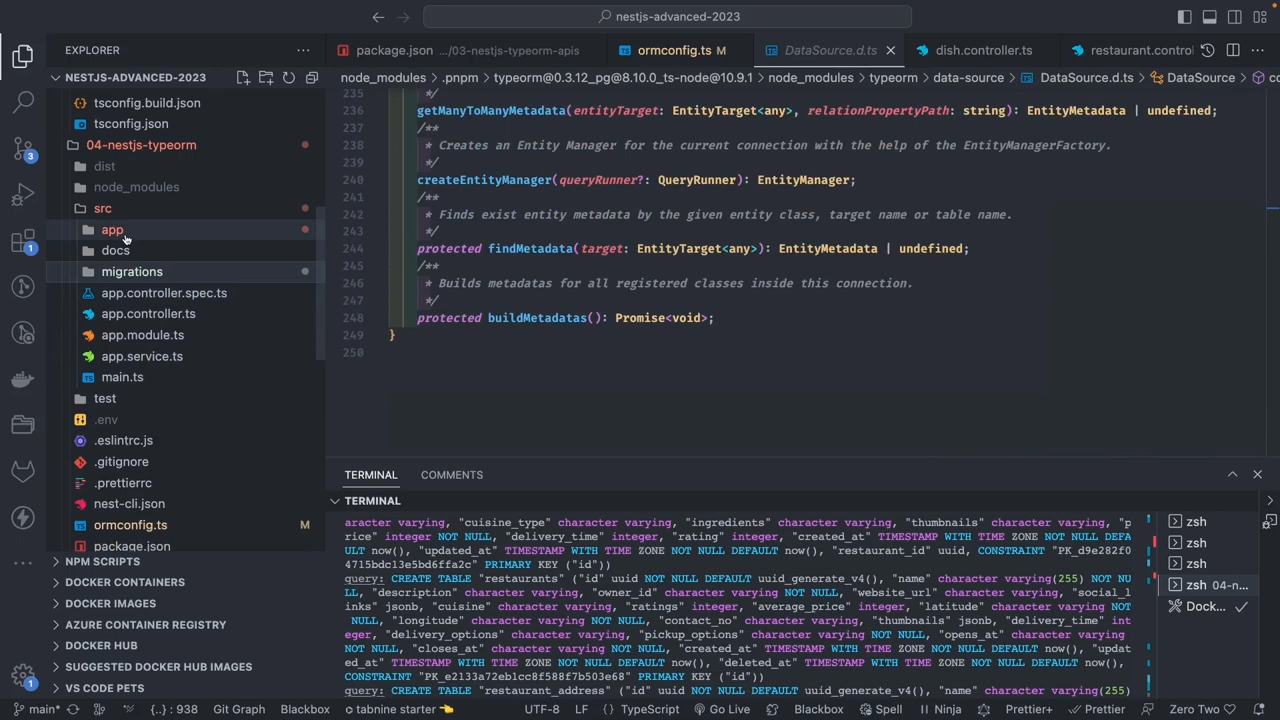 nestjs-advanced-2023
EXPLORER
package.json .../03-nestjs-typeorm-apis
ormconfig.ts M
DataSource.d.ts
dish.controller.ts
restaurant.contro
NESTJS-ADVANCED-2023
node_modules > .pnpm > typeorm@0.3.12_pg@8.10.0_ts-node@10.9.1 > node_modules > typeorm > data-source > DataSource.d.ts > DataSource >
tsconfig.build.json
tsconfig.json
04-nestjs-typeorm
dist
node_modules
src
app
docs
migrations
app.controller.spec.ts
app.controller.ts
app.module.ts
app.service.ts
main.ts
test
.env
.eslintrc.js
.gitignore
.prettierrc
nest-cli.json
ormconfig.ts M
package.json
NPM SCRIPTS
DOCKER CONTAINERS
DOCKER IMAGES
AZURE CONTAINER REGISTRY
DOCKER HUB
SUGGESTED DOCKER HUB IMAGES
VS CODE PETS
3
1
1
235 */
236 getManyToManyMetadata(entityTarget: EntityTarget<any>, relationPropertyPath: string): EntityMetadata | undefined;
237 /**
238 * Creates an Entity Manager for the current connection with the help of the EntityManagerFactory.
239 */
240 createEntityManager(queryRunner?: QueryRunner): EntityManager;
241 /**
242 * Finds exist entity metadata by the given entity class, target name or table name.
243 */
244 protected findMetadata(target: EntityTarget<any>): EntityMetadata | undefined;
245 /**
246 * Builds metadatas for all registered classes inside this connection.
247 */
248 protected buildMetadatas(): Promise<void>;
249 }
250
TERMINAL COMMENTS
TERMINAL
aracter varying, "cuisine_type" character varying, "ingredients" character varying, "thumbnails" character varying, "p
rice" integer NOT NULL, "delivery_time" integer, "rating" integer, "created_at" TIMESTAMP WITH TIME ZONE NOT NULL DEFA
ULT now(), "updated_at" TIMESTAMP WITH TIME ZONE NOT NULL DEFAULT now(), "restaurant_id" uuid, CONSTRAINT "PK_d9e282f0
4715bdc13e5bd6ffa2c" PRIMARY KEY ("id"))
query: CREATE TABLE "restaurants" ("id" uuid NOT NULL DEFAULT uuid_generate_v4(), "name" character varying(255) NOT NU
LL, "description" character varying, "owner_id" character varying NOT NULL, "website_url" character varying, "social_l
inks" jsonb, "cuisine" character varying, "ratings" integer, "average_price" integer, "latitude" character varying NOT
NULL, "longitude" character varying NOT NULL, "contact_no" character varying, "thumbnails" jsonb, "delivery_time" int
eger, "delivery_options" character varying, "pickup_options" character varying NOT NULL, "opens_at" character varying
NOT NULL, "closes_at" character varying NOT NULL, "created_at" TIMESTAMP WITH TIME ZONE NOT NULL DEFAULT now(), "updat
ed_at" TIMESTAMP WITH TIME ZONE NOT NULL DEFAULT now(), "deleted_at" TIMESTAMP WITH TIME ZONE NOT NULL DEFAULT now(),
CONSTRAINT "PK_e2133a72eb1cc8f588f7b503e68" PRIMARY KEY ("id"))
query: CREATE TABLE "restaurant_address" ("id" uuid NOT NULL DEFAULT uuid_generate_v4(), "name" character varying(255)
zsh
zsh
zsh
zsh 04-n...
Dock...
main* {..} : 938 Git Graph Blackbox tabnine starter UTF-8 LF TypeScript Go Live Blackbox Spell Ninja Prettier+ Prettier Zero Two